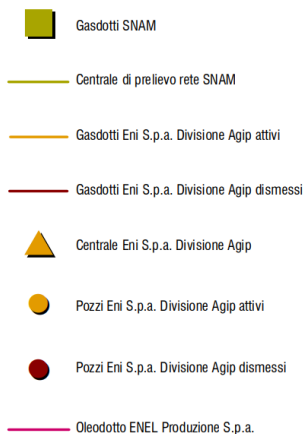 Gasdotti SNAM
Centrale di prelievo rete SNAM
Gasdotti Eni S.p.a. Divisione Agip attivi
Gasdotti Eni S.p.a. Divisione Agip dismessi
Centrale Eni S.p.a. Divisione Agip
Pozzi Eni S.p.a. Divisione Agip attivi
Pozzi Eni S.p.a. Divisione Agip dismessi
Oleodotto ENEL Produzione S.p.a.